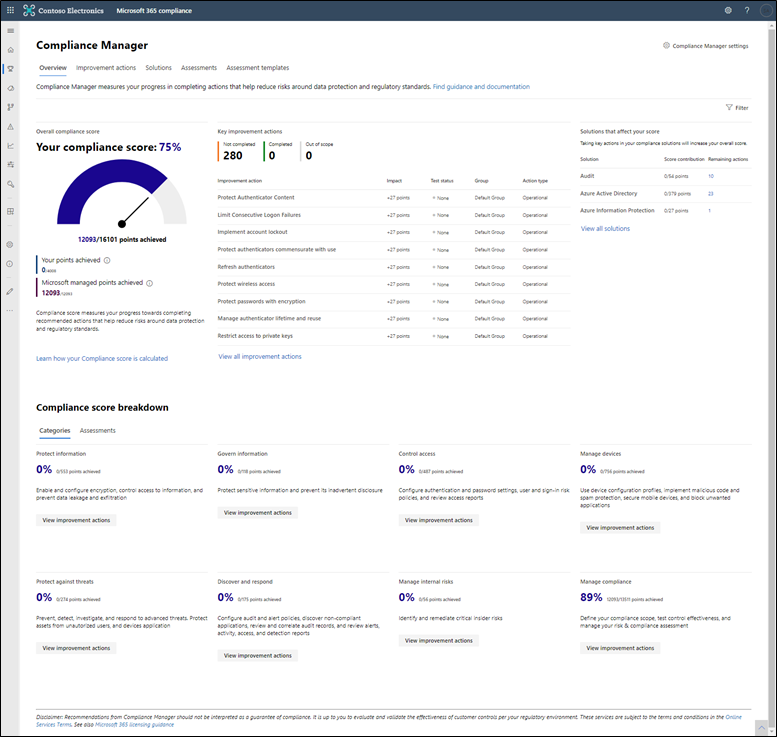 Contoso Electronics
Microsoft 365 compliance
?
Compliance Manager
Compliance Manager settings
Overview
Improvement actions
Solutions
Assessments
Assessment templates
Compliance Manager measures your progress in completing actions that help reduce risks around data protection and regulatory standards. Find guidance and documentation
Filter
Overall compliance score
Your compliance score: 75%
12093/16101 points achieved
Your points achieved
Microsoft managed points achieved
12093/12093
Compliance score measures your progress towards completing
recommended actions that help reduce risks around data protection
and regulatory standards.
Learn how your Compliance score is calculated
Key improvement actions
Not completed
280
Completed
0
Out of scope
0
Improvement action Impact Test status Group Action type
Protect Authenticator Content +27 points None Default Group Operational
Limit Consecutive Logon Failures +27 points None Default Group Operational
Implement account lockout +27 points None Default Group Operational
Protect authenticators commensurate with use +27 points None Default Group Operational
Refresh authenticators +27 points None Default Group Operational
Protect wireless access +27 points None Default Group Operational
Protect passwords with encryption +27 points None Default Group Operational
Manage authenticator lifetime and reuse +27 points None Default Group Operational
Restrict access to private keys +27 points None Default Group Operational
View all improvement actions
Solutions that affect your score
Taking key actions in your compliance solutions will increase your overall score.
Solution Score contribution Remaining actions
Audit 0/54 points 10
Azure Active Directory 0/378 points 23
Azure Information Protection 0/27 points 1
View all solutions
Compliance score breakdown
Categories
Assessments
Protect information
0% 0/553 points achieved
Enable and configure encryption, control access to information, and
prevent data leakage and exfiltration
View improvement actions
Govern information
0% 0/118 points achieved
Protect sensitive information and prevent its inadvertent disclosure
View improvement actions
Control access
0% 0/487 points achieved
Configure authentication and password settings, user and sign-in risk
policies, and review access reports
View improvement actions
Manage devices
0% 0/756 points achieved
Use device configuration profiles, implement malicious code and
spam protection, secure mobile devices, and block unwanted
applications
View improvement actions
Protect against threats
0% 0/274 points achieved
Prevent, detect, investigate, and respond to advanced threats. Protect
assets from unautorized users, and devices application
View improvement actions
Discover and respond
0% 0/175 points achieved
Configure audit and alert policies, discover non-compliant
applications, review and correlate audit records, and review alerts,
activity, access, and detection reports
View improvement actions
Manage internal risks
0% 0/54 points achieved
Identify and remediate critical insider risks
View improvement actions
Manage compliance
89% 12093/13511 points achieved
Define your compliance scope, test control effectiveness, and
manage your risk & compliance assessment
View improvement actions
Disclaimer: Recommendations from Compliance Manager should not be interpreted as a guarantee of compliance. It is up to you to evaluate and validate the effectiveness of customer controls per your regulatory environment. These services are subject to the terms and conditions in the Online
Services Terms. See also Microsoft 365 licensing guidance